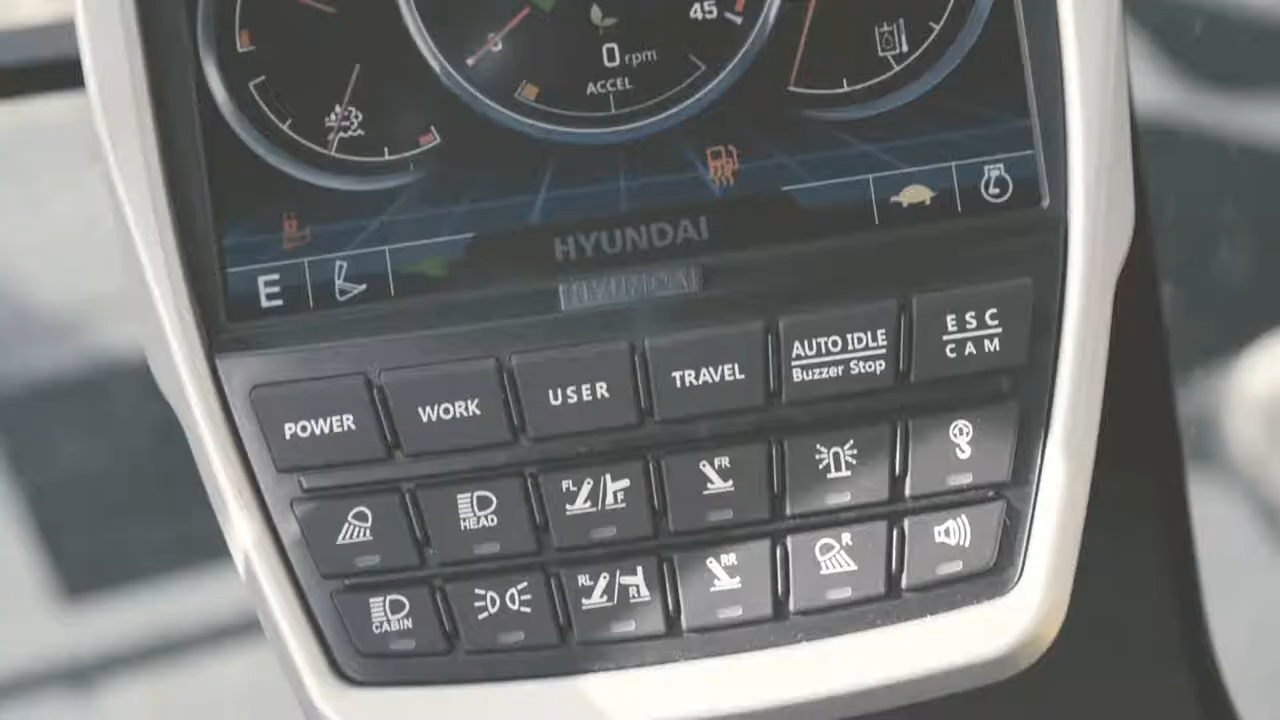 45
0 rpm
ACCEL
E
HYUNDAI
HYUNDAI
POWER
WORK
USER
TRAVEL
AUTO IDLE
Buzzer Stop
ESC
CAM
HEAD
FL
F
FR
CABIN
RL
R
RR
R